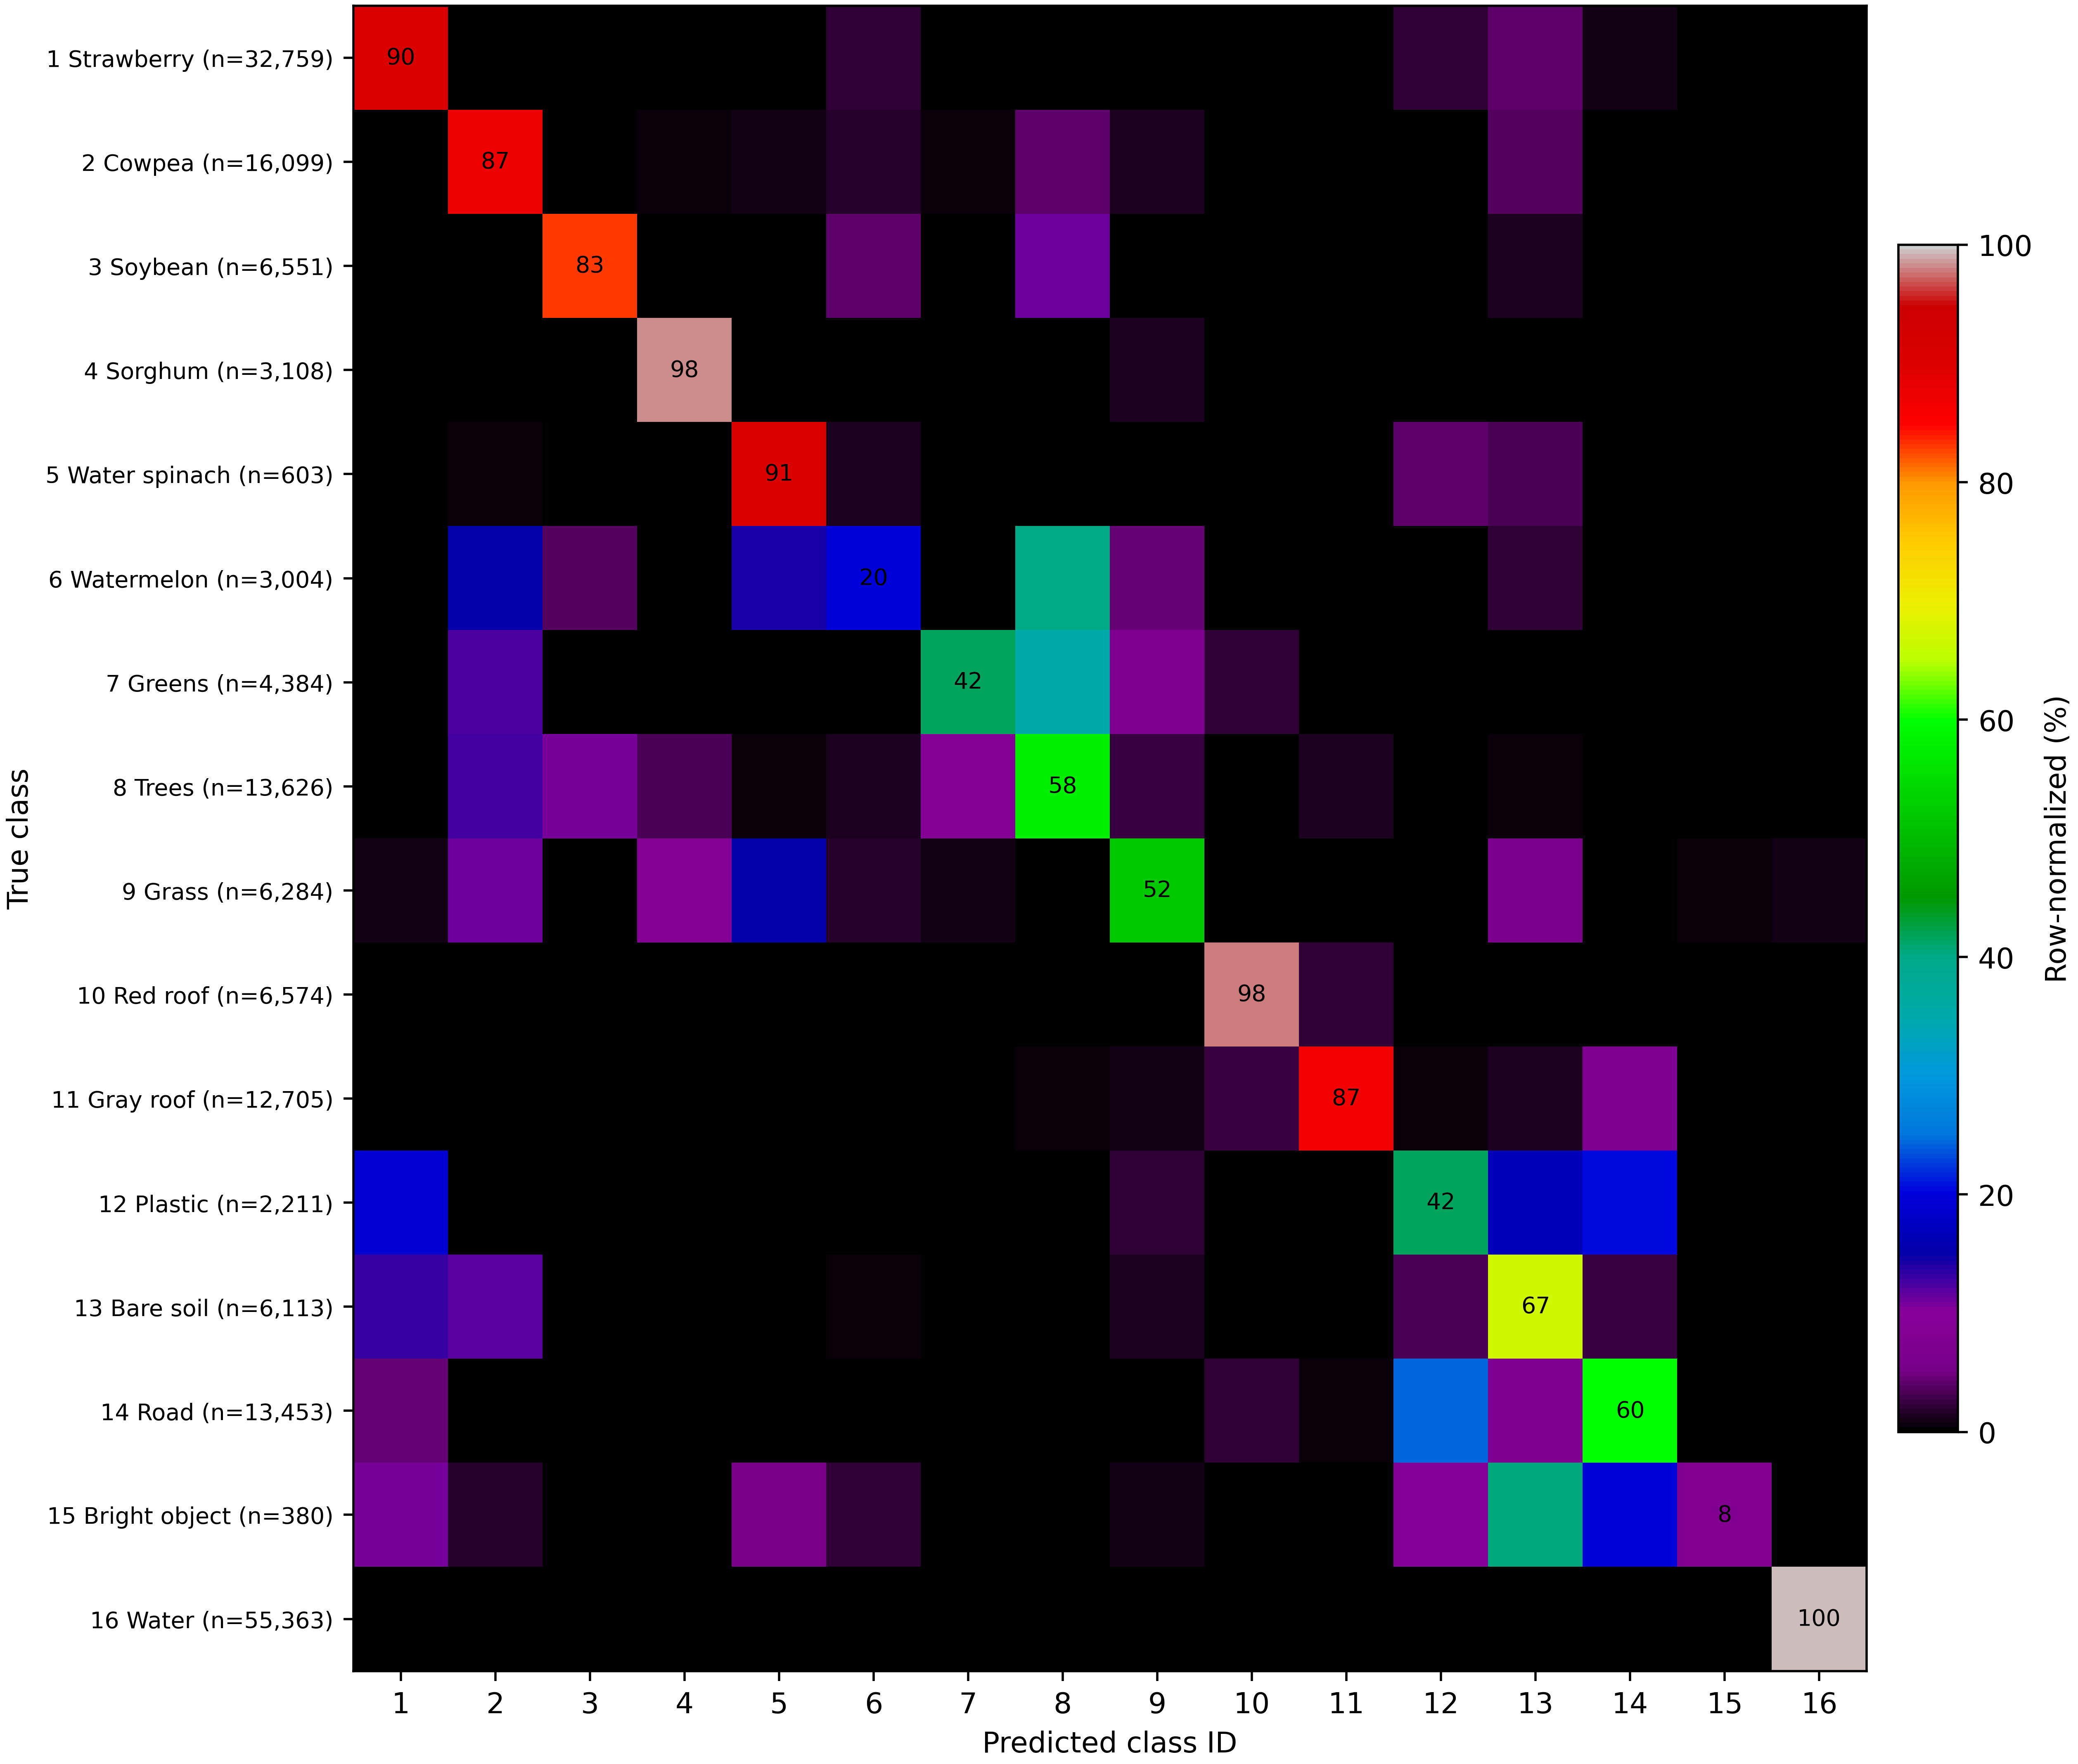 1 Strawberry (n=32,759)
90
2 Cowpea (n=16,099)
87
3 Soybean (n=6,551)
83
100
4 Sorghum (n=3,108)
98
5 Water spinach (n=603)
91
80
6 Watermelon (n=3,004)
20
7 Greens (n=4,384)
42
60
8 Trees (n=13,626)
58
9 Grass (n=6,284)
52
40
10 Red roof (n=6,574)
98
11 Gray roof (n=12,705)
87
12 Plastic (n=2,211)
42
20
13 Bare soil (n=6,113)
67
14 Road (n=13,453)
60
0
15 Bright object (n=380)
8
16 Water (n=55,363)
100
True class
Row-normalized (%)
1 2 3 4 5 6 7 8 9 10 11 12 13 14 15 16
Predicted class ID